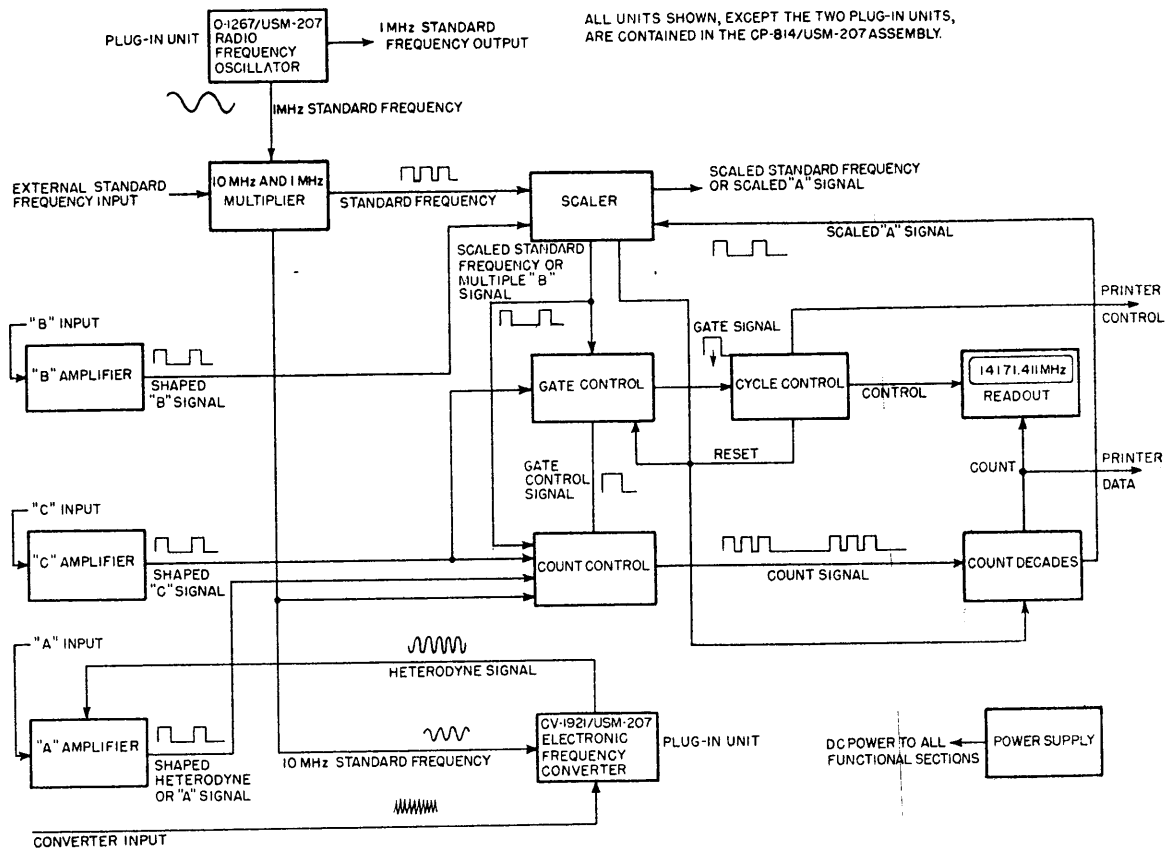 PLUG-IN UNIT
O-1267/USM-207
RADIO
FREQUENCY
OSCILLATOR
1MHz STANDARD
FREQUENCY OUTPUT
ALL UNITS SHOWN, EXCEPT THE TWO PLUG-IN UNITS,
ARE CONTAINED IN THE CP-814/USM-207 ASSEMBLY.
1MHz STANDARD FREQUENCY
EXTERNAL STANDARD
FREQUENCY INPUT
10 MHz AND 1 MHz
MULTIPLIER
STANDARD FREQUENCY
SCALER
SCALED STANDARD FREQUENCY
OR SCALED "A" SIGNAL
SCALED "A" SIGNAL
SCALED STANDARD
FREQUENCY OR
MULTIPLE "B"
SIGNAL
PRINTER
CONTROL
"B" INPUT
"B" AMPLIFIER
SHAPED
"B" SIGNAL
GATE SIGNAL
GATE CONTROL
CYCLE CONTROL
CONTROL
14171.411MHz
READOUT
RESET
GATE
CONTROL
SIGNAL
COUNT
PRINTER
DATA
"C" INPUT
"C" AMPLIFIER
SHAPED
"C" SIGNAL
COUNT CONTROL
COUNT SIGNAL
COUNT DECADES
"A" INPUT
HETERODYNE SIGNAL
"A" AMPLIFIER
SHAPED
HETERODYNE
OR "A" SIGNAL
10 MHz STANDARD FREQUENCY
CV-1921/USM-207
ELECTRONIC
FREQUENCY
CONVERTER
PLUG-IN UNIT
DC POWER TO ALL
FUNCTIONAL SECTIONS
POWER SUPPLY
CONVERTER INPUT